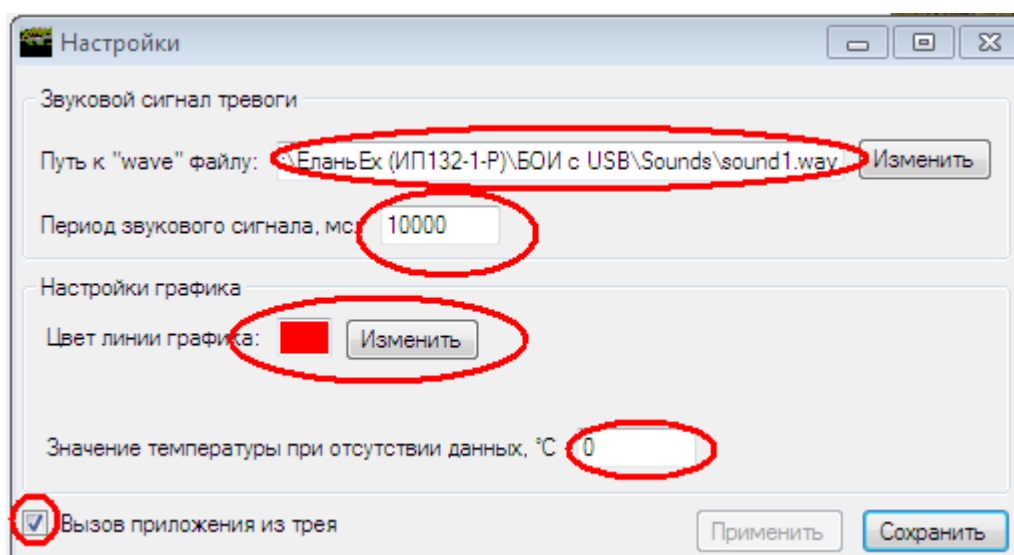 Настройки
Звуковой сигнал тревоги
Путь к "wave" файлу: :\ЕланьEx (ИП132-1-Р)\БОИ с USB\Sounds\sound1.wav Изменить
Период звукового сигнала, мс. 10000
Настройки графика
Цвет линии графика: Изменить
Значение температуры при отсутствии данных, °C 0
Вызов приложения из трея
Применить Сохранить